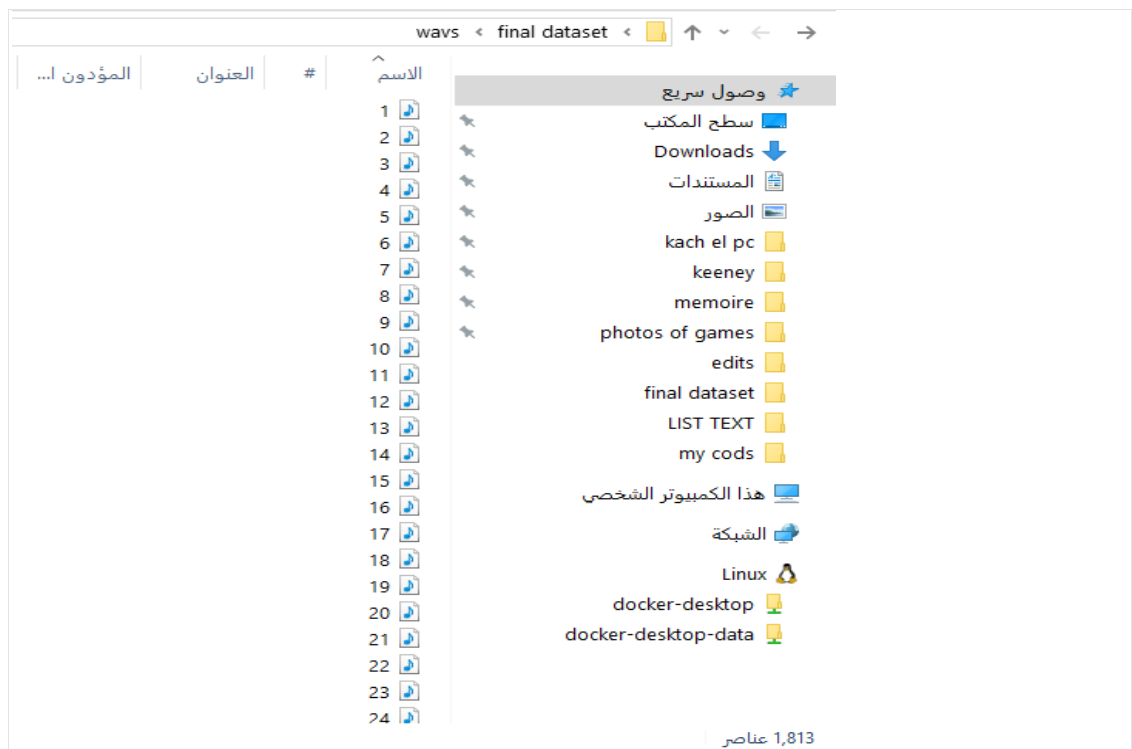 final dataset › wavs
الاسم
#
العنوان
المؤدون ا...
وصول سريع
سطح المكتب
Downloads
المستندات
الصور
kach el pc
keeney
memoire
photos of games
edits
final dataset
LIST TEXT
my cods
هذا الكمبيوتر الشخصي
الشبكة
Linux
docker-desktop
docker-desktop-data
1
2
3
4
5
6
7
8
9
10
11
12
13
14
15
16
17
18
19
20
21
22
23
24
1,813 عناصر